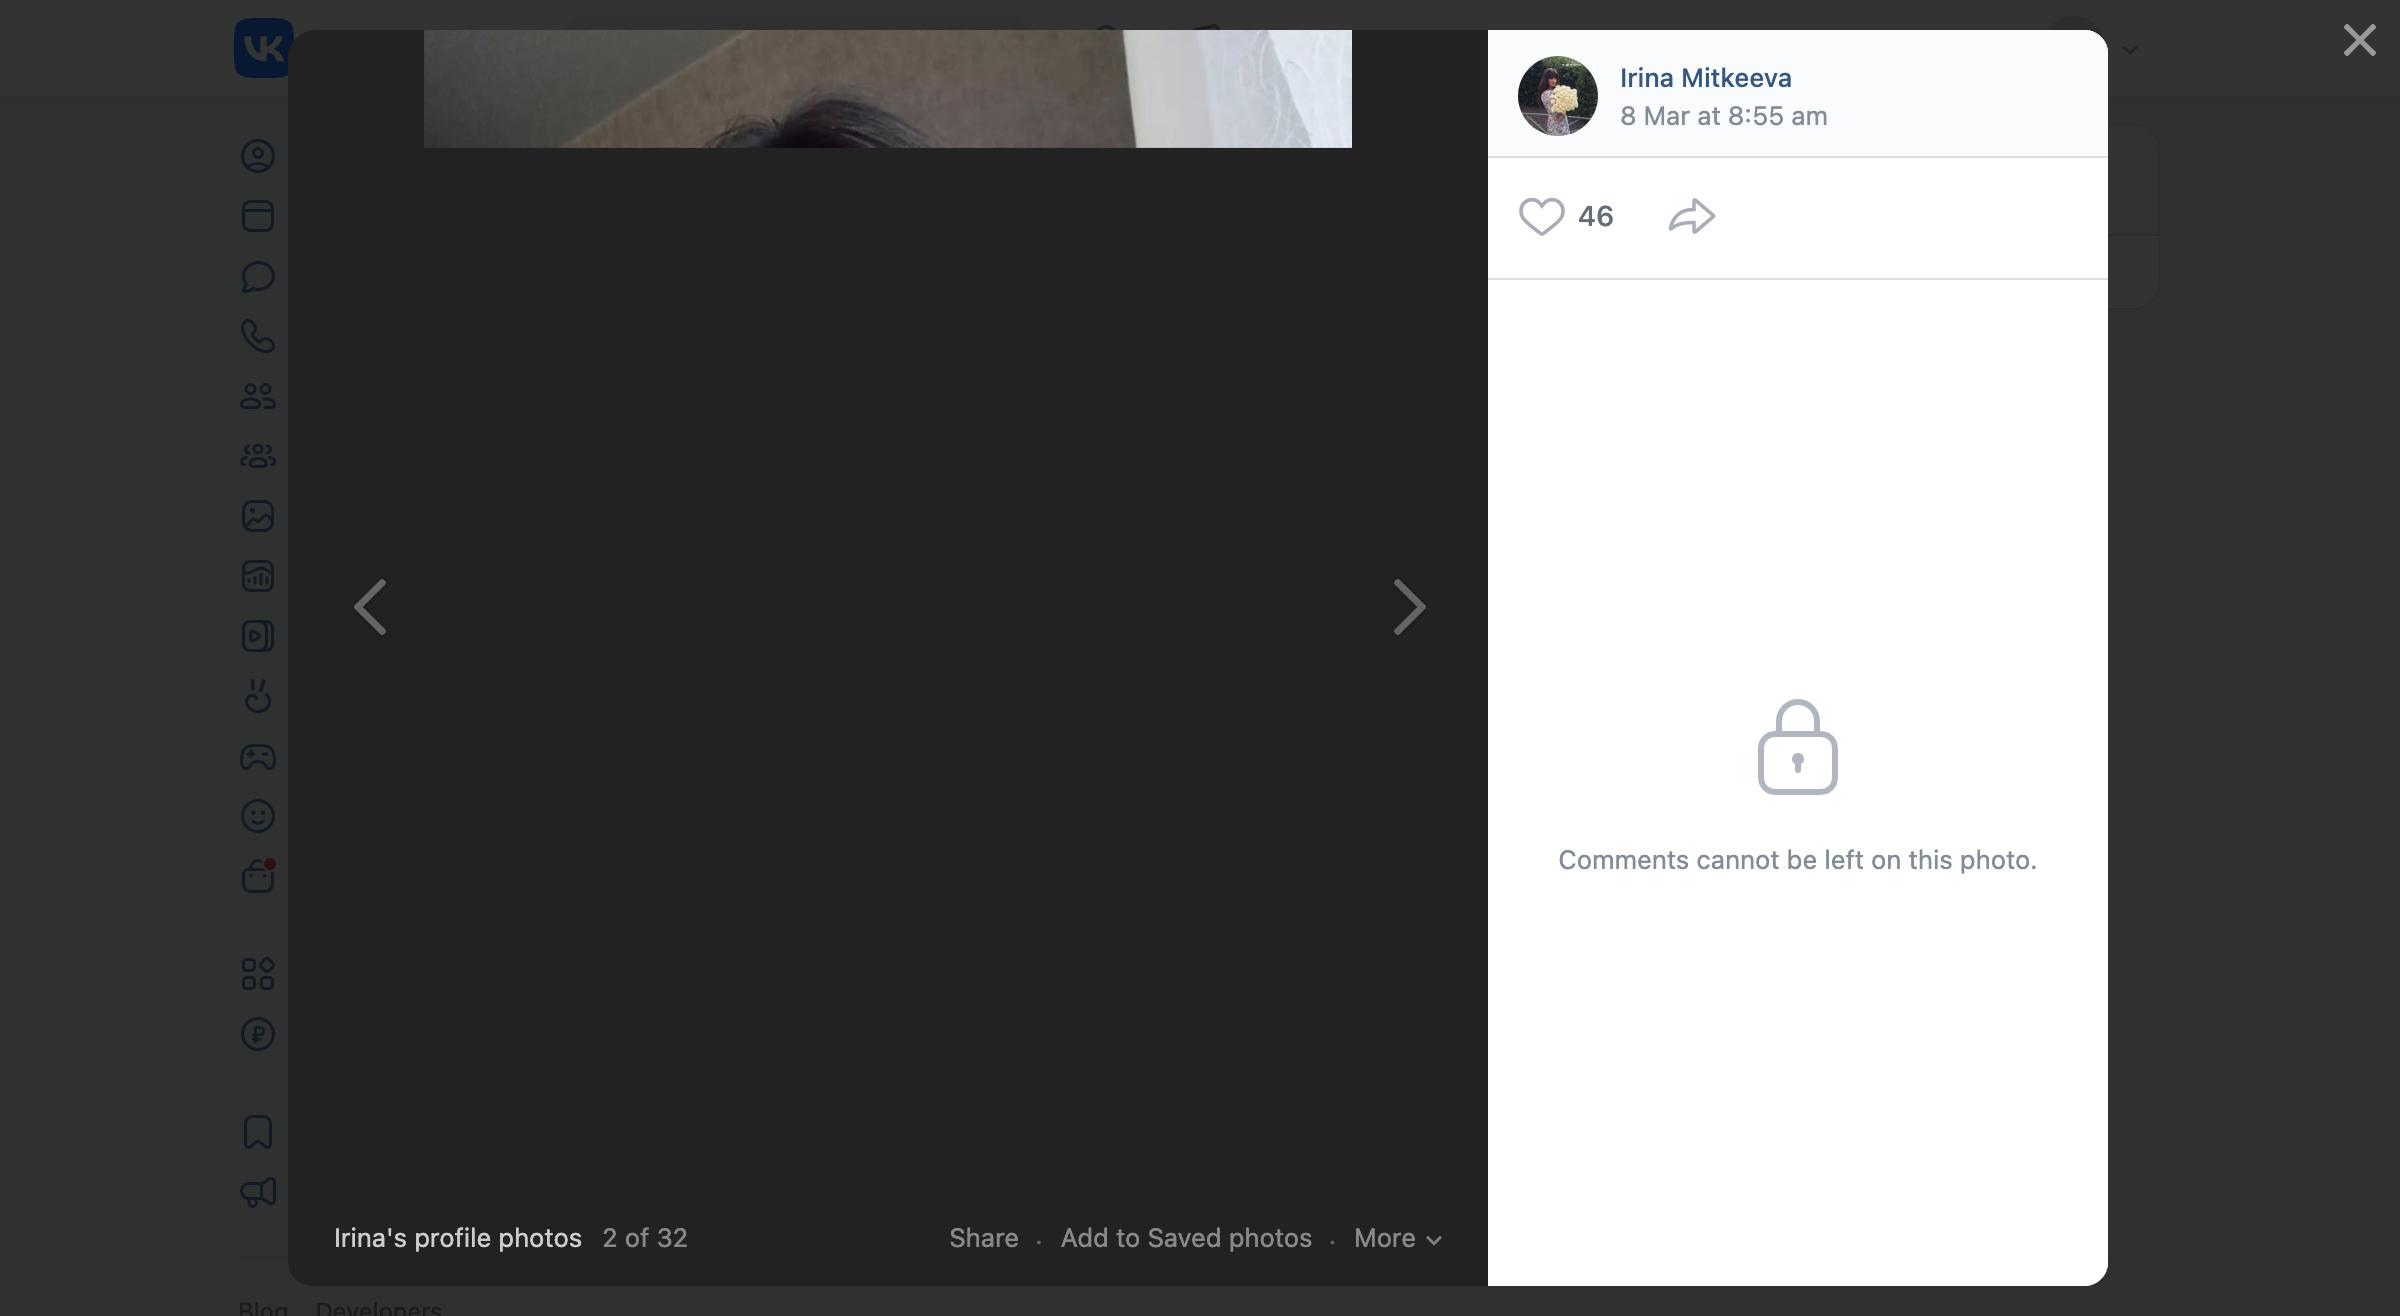 VK
Irina Mitkeeva
8 Mar at 8:55 am
46
Comments cannot be left on this photo.
Irina's profile photos 2 of 32
Share . Add to Saved photos . More
Blog Developers